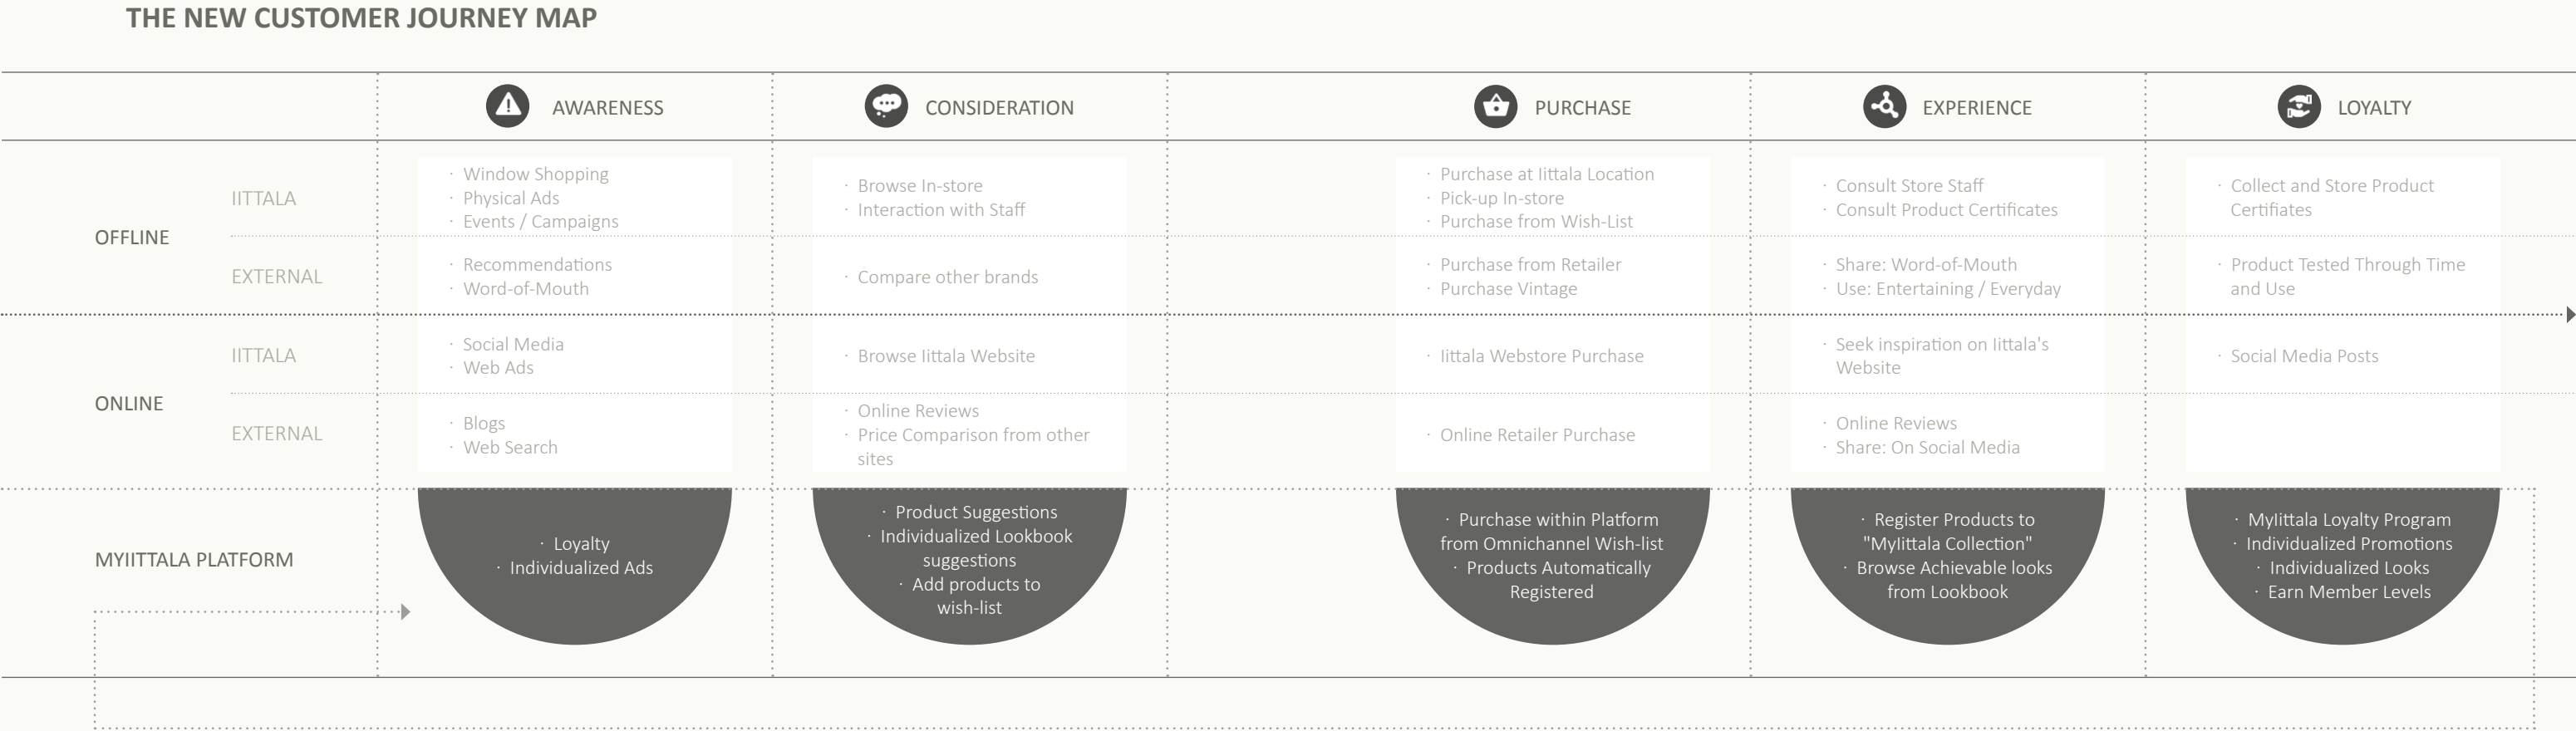 THE NEW CUSTOMER JOURNEY MAP
AWARENESS
CONSIDERATION
PURCHASE
EXPERIENCE
LOYALTY
OFFLINE
IITTALA
· Window Shopping
· Physical Ads
· Events / Campaigns
· Browse In-store
· Interaction with Staff
· Purchase at Iittala Location
· Pick-up In-store
· Purchase from Wish-List
· Consult Store Staff
· Consult Product Certificates
· Collect and Store Product
Certifiates
EXTERNAL
· Recommendations
· Word-of-Mouth
· Compare other brands
· Purchase from Retailer
· Purchase Vintage
· Share: Word-of-Mouth
· Use: Entertaining / Everyday
· Product Tested Through Time
and Use
ONLINE
IITTALA
· Social Media
· Web Ads
· Browse Iittala Website
· Iittala Webstore Purchase
· Seek inspiration on Iittala's
Website
· Social Media Posts
EXTERNAL
· Blogs
· Web Search
· Online Reviews
· Price Comparison from other
sites
· Online Retailer Purchase
· Online Reviews
· Share: On Social Media
MYIITTALA PLATFORM
· Loyalty
· Individualized Ads
· Product Suggestions
· Individualized Lookbook
suggestions
· Add products to
wish-list
· Purchase within Platform
from Omnichannel Wish-list
· Products Automatically
Registered
· Register Products to
"MyIittala Collection"
· Browse Achievable looks
from Lookbook
· MyIittala Loyalty Program
· Individualized Promotions
· Individualized Looks
· Earn Member Levels